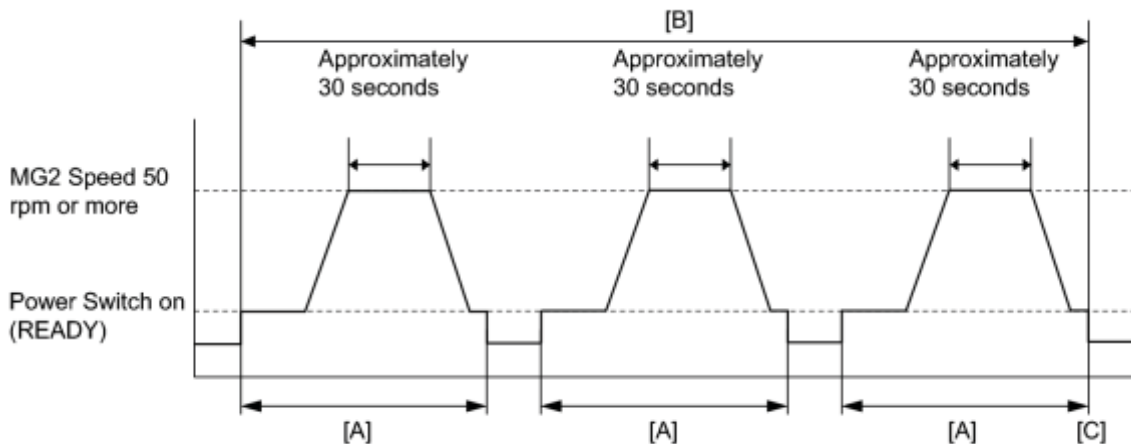 [B]
Approximately
30 seconds
Approximately
30 seconds
Approximately
30 seconds
MG2 Speed 50
rpm or more
Power Switch on
(READY)
[A]
[A]
[A]
[C]